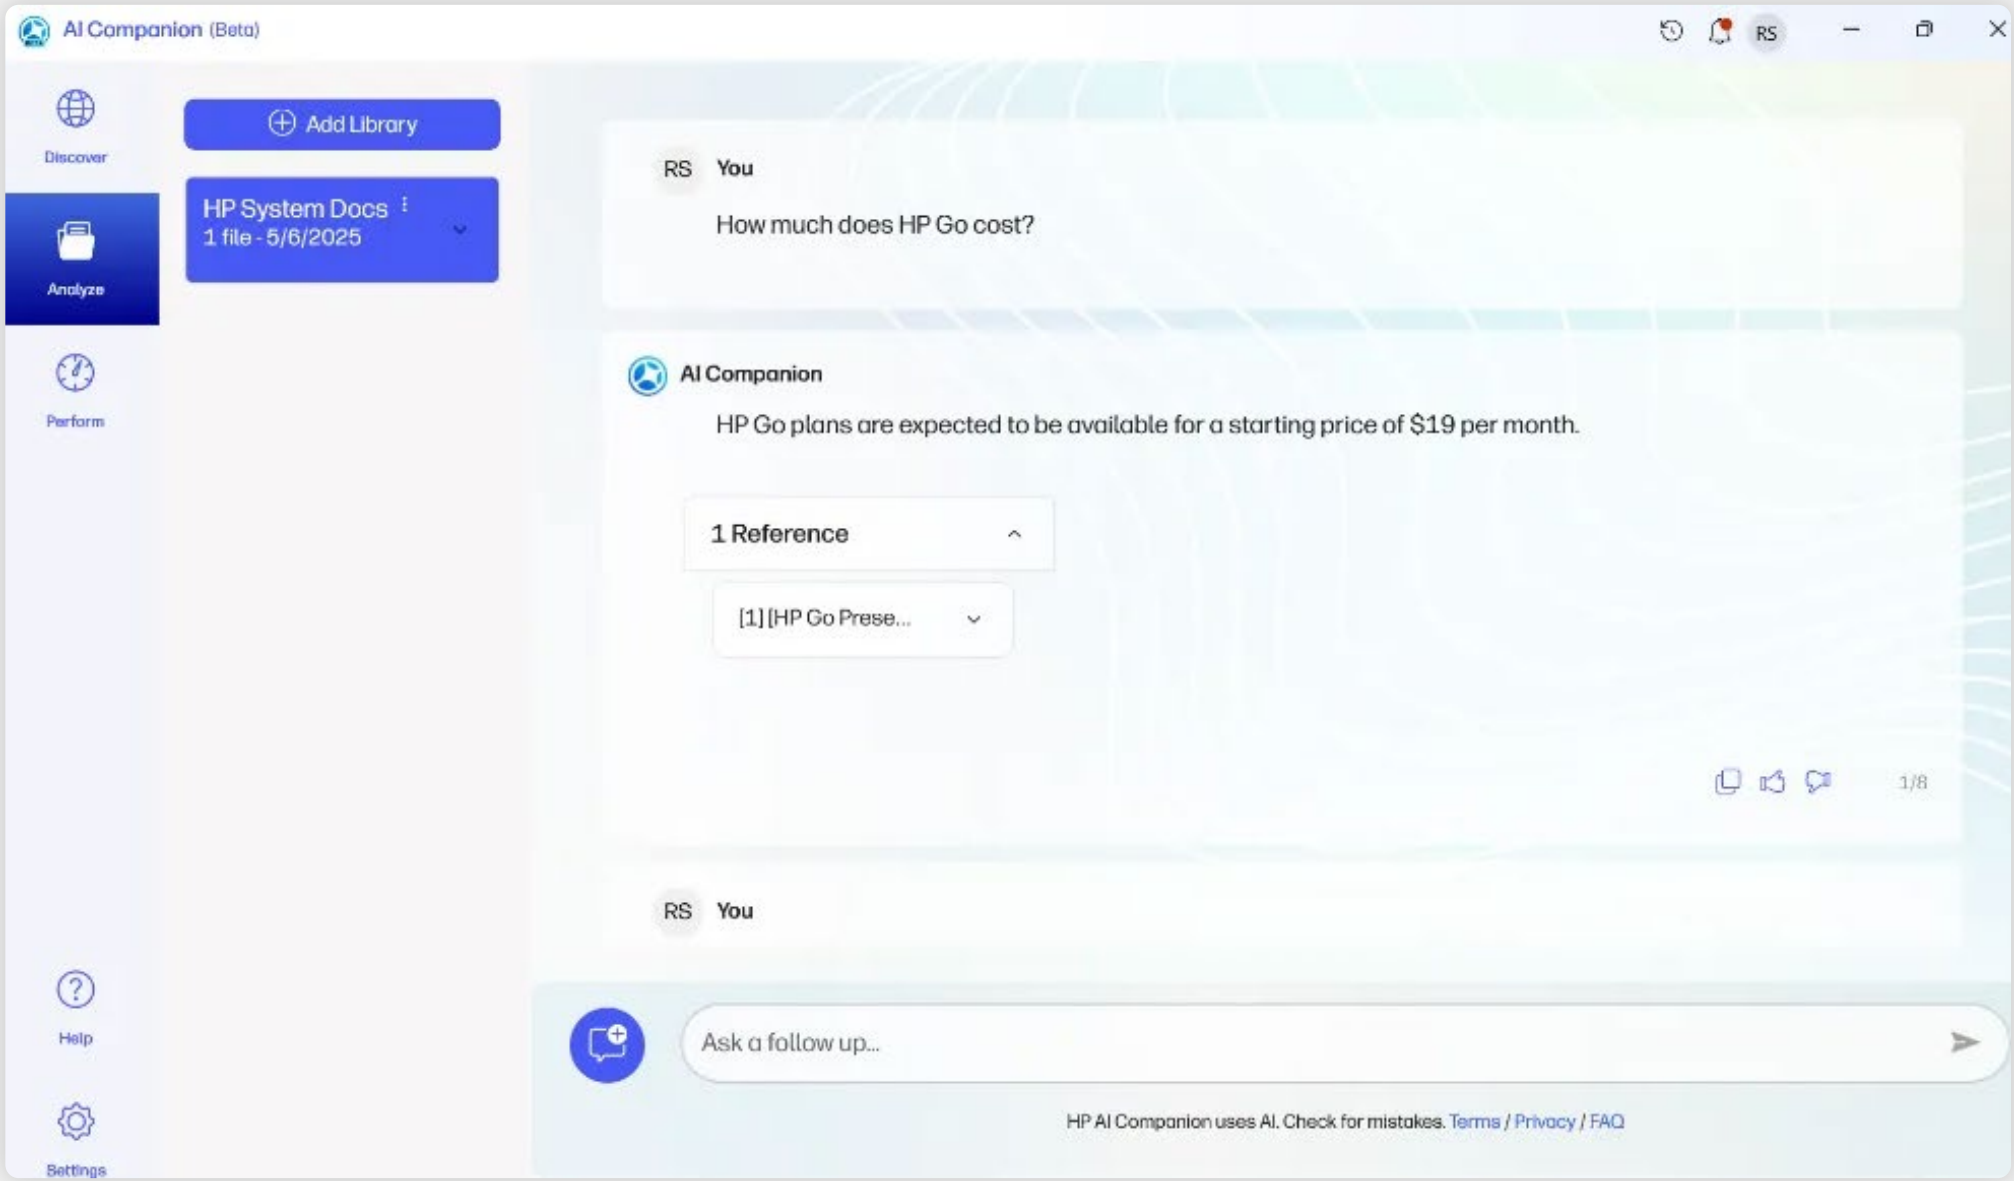 AI Companion (Beta)
RS
Discover
Analyze
Perform
Help
Settings
Add Library
HP System Docs
1 file - 5/6/2025
RS You
How much does HP Go cost?
AI Companion
HP Go plans are expected to be available for a starting price of $19 per month.
1 Reference
[1] [HP Go Prese...
1/8
RS You
Ask a follow up...
HP AI Companion uses AI. Check for mistakes. Terms / Privacy / FAQ